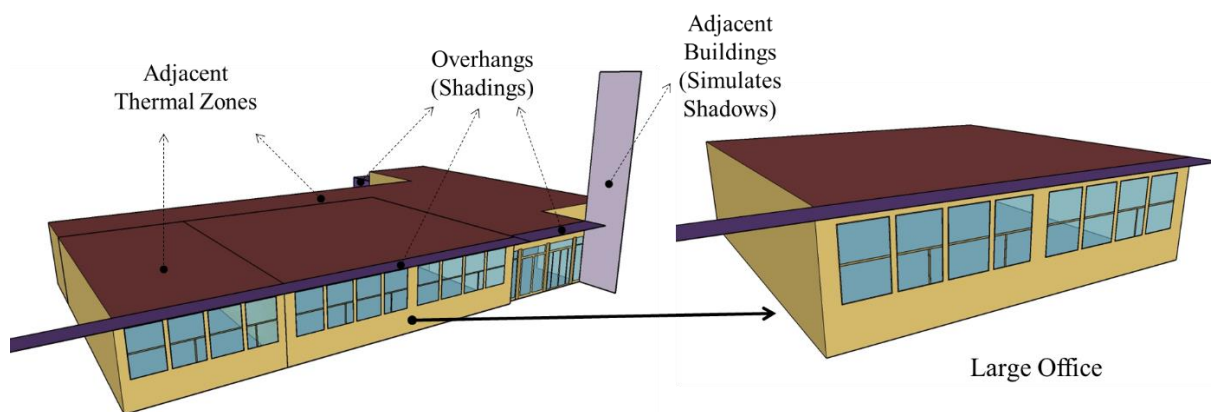 Adjacent
Thermal Zones
Overhangs
(Shadings)
Adjacent
Buildings
(Simulates
Shadows)
Large Office